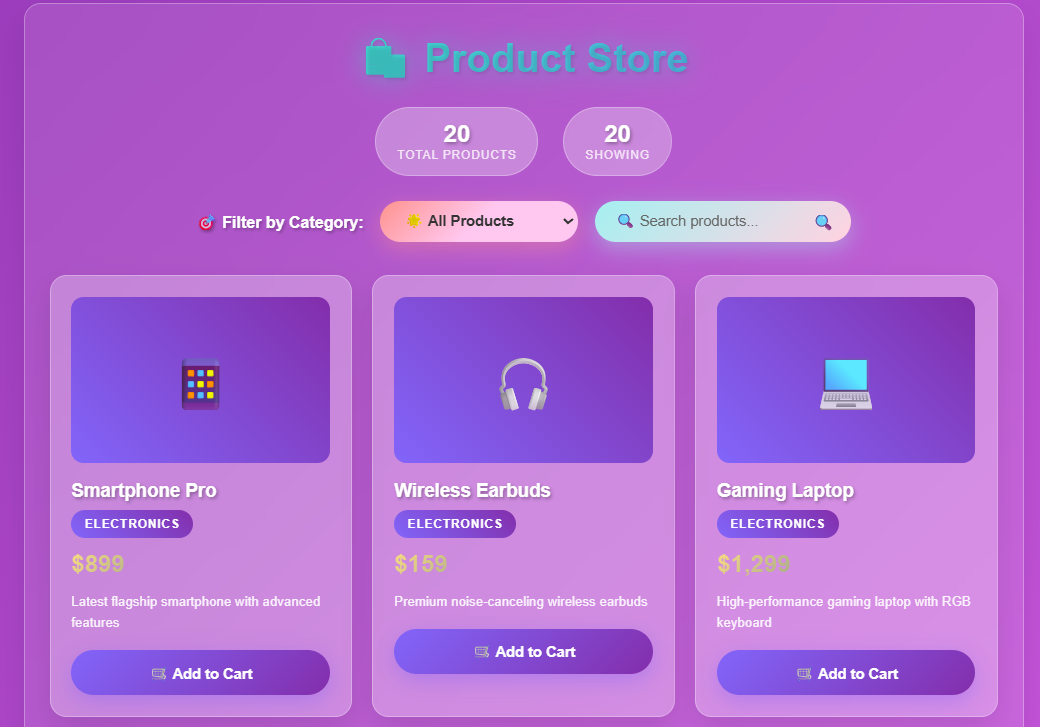 Product Store
20
TOTAL PRODUCTS
20
SHOWING
Filter by Category:
All Products
Search products...
Smartphone Pro
ELECTRONICS
$899
Latest flagship smartphone with advanced
features
Add to Cart
Wireless Earbuds
ELECTRONICS
$159
Premium noise-canceling wireless earbuds
Add to Cart
Gaming Laptop
ELECTRONICS
$1,299
High-performance gaming laptop with RGB
keyboard
Add to Cart